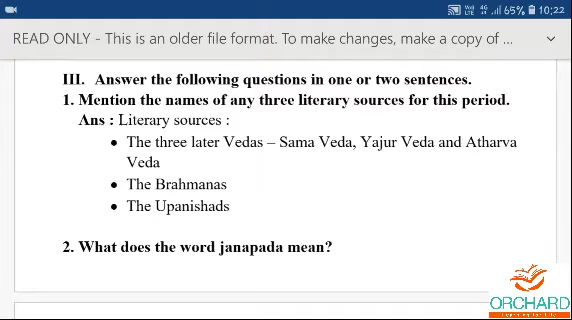 VoI) 4G 65% 10:22
LTE
READ ONLY - This is an older file format. To make changes, make a copy of ...
III. Answer the following questions in one or two sentences.
1. Mention the names of any three literary sources for this period.
Ans : Literary sources :
• The three later Vedas – Sama Veda, Yajur Veda and Atharva
Veda
• The Brahmanas
• The Upanishads
2. What does the word janapada mean?
ORCHARD